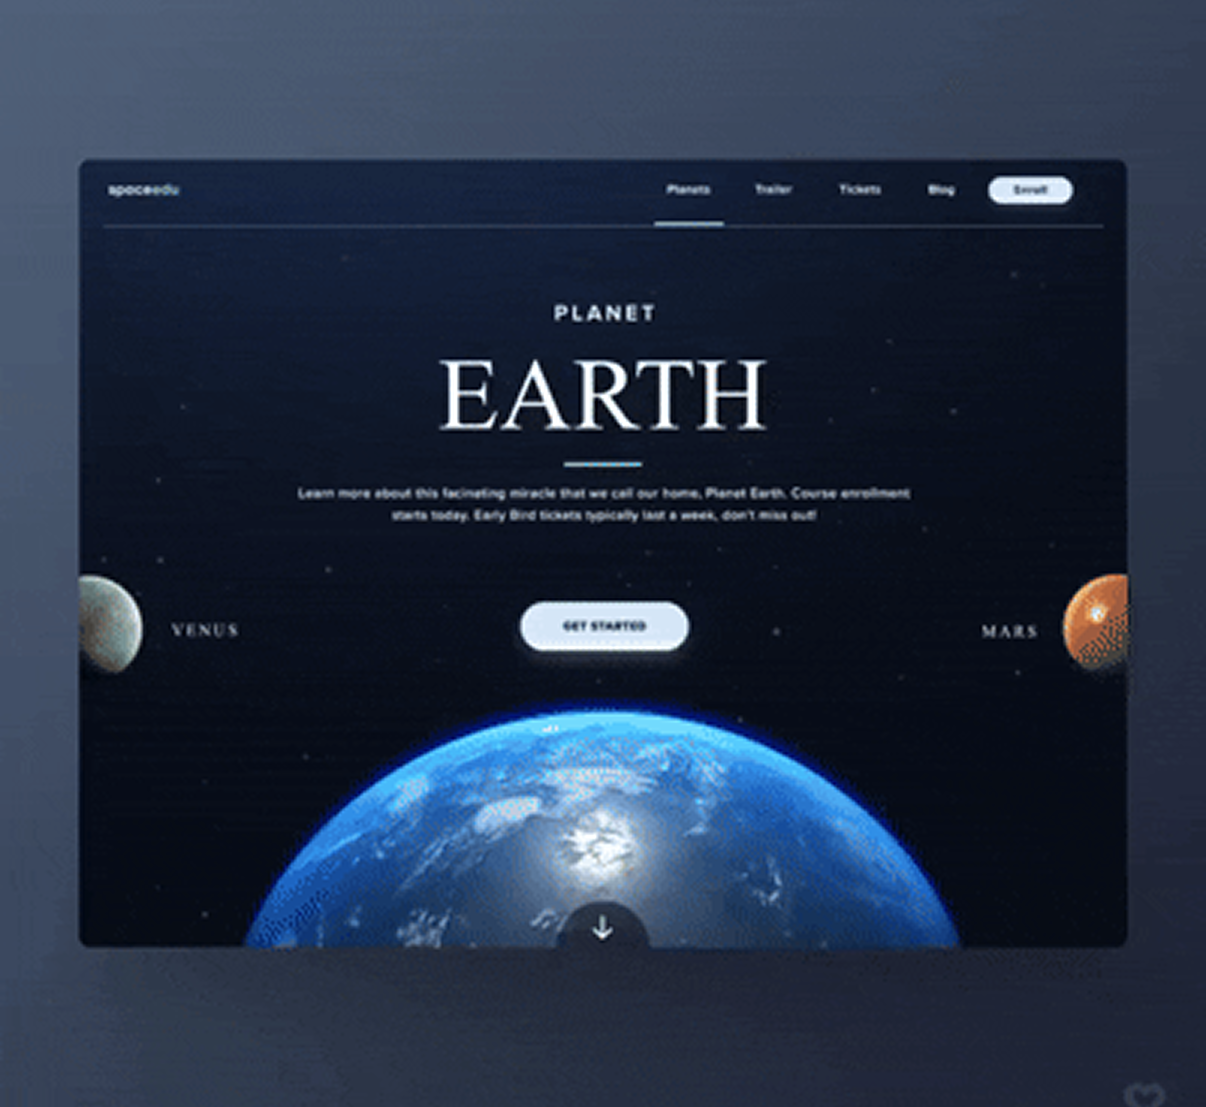 spaceedu
Planets Trailer Tickets Blog Enroll
PLANET
EARTH
Learn more about this facinating miracle that we call our home, Planet Earth. Course enrollment
starts today. Early Bird tickets typically last a week, don't miss out!
VENUS
GET STARTED
MARS